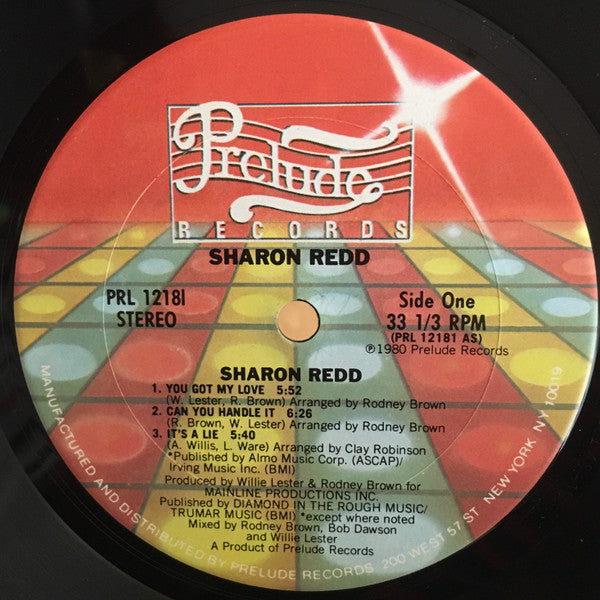 Prelude
RECORDS
SHARON REDD
PRL 12181
STEREO
Side One
33 1/3 RPM
(PRL 12181 AS)
℗1980 Prelude Records
SHARON REDD
1. YOU GOT MY LOVE 5:52
(W. Lester, R. Brown) Arranged by Rodney Brown
2. CAN YOU HANDLE IT 6:26
(R. Brown, W. Lester) Arranged by Rodney Brown
3. IT'S A LIE 5:40
(A. Willis, L. Ware) Arranged by Clay Robinson
*Published by Almo Music Corp. (ASCAP)/
Irving Music Inc. (BMI)
Produced by Willie Lester & Rodney Brown for
MAINLINE PRODUCTIONS INC.
Published by DIAMOND IN THE ROUGH MUSIC/
TRUMAR MUSIC (BMI) *except where noted
Mixed by Rodney Brown, Bob Dawson
and Willie Lester
A Product of Prelude Records
MANUFACTURED AND DISTRIBUTED BY PRELUDE RECORDS 200 WEST 57 ST NEW YORK NY 10019